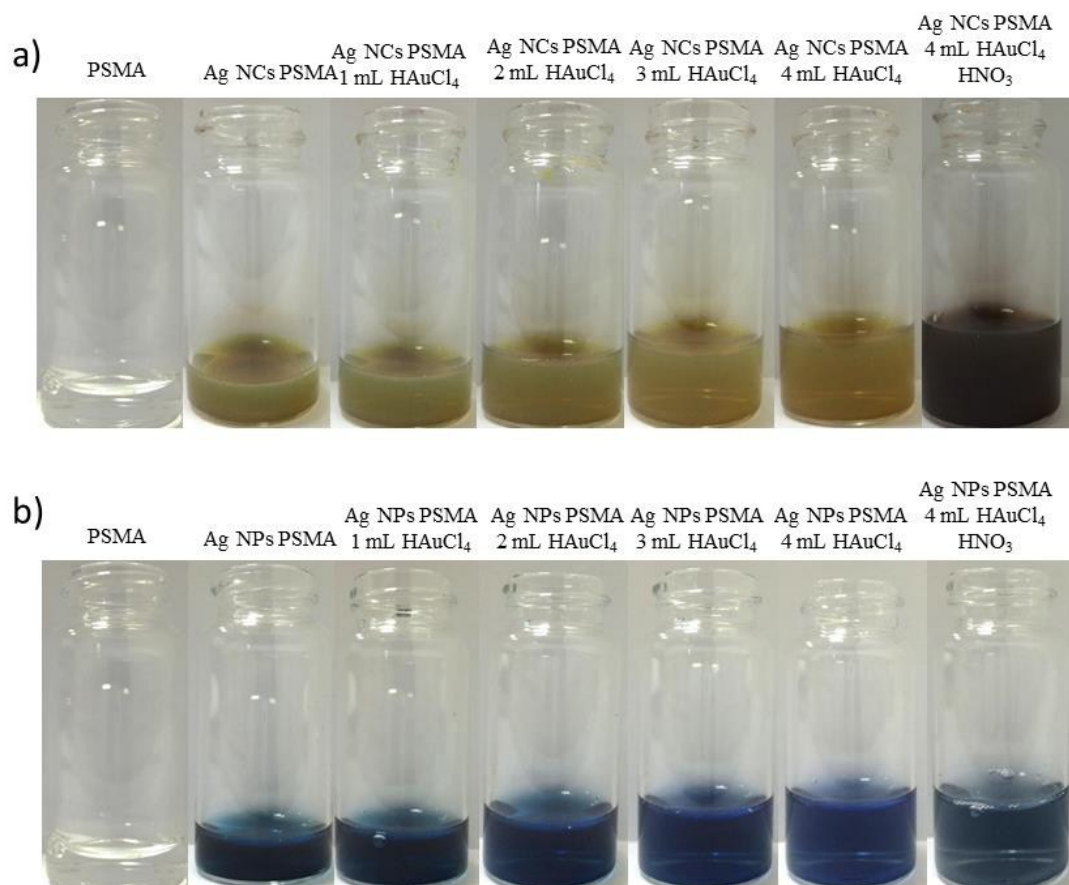 a)
PSMA
Ag NCs PSMA
Ag NCs PSMA
1 mL HAuCl₄
Ag NCs PSMA
2 mL HAuCl₄
Ag NCs PSMA
3 mL HAuCl₄
Ag NCs PSMA
4 mL HAuCl₄
Ag NCs PSMA
4 mL HAuCl₄
HNO₃
b)
PSMA
Ag NPs PSMA
Ag NPs PSMA
1 mL HAuCl₄
Ag NPs PSMA
2 mL HAuCl₄
Ag NPs PSMA
3 mL HAuCl₄
Ag NPs PSMA
4 mL HAuCl₄
Ag NPs PSMA
4 mL HAuCl₄
HNO₃